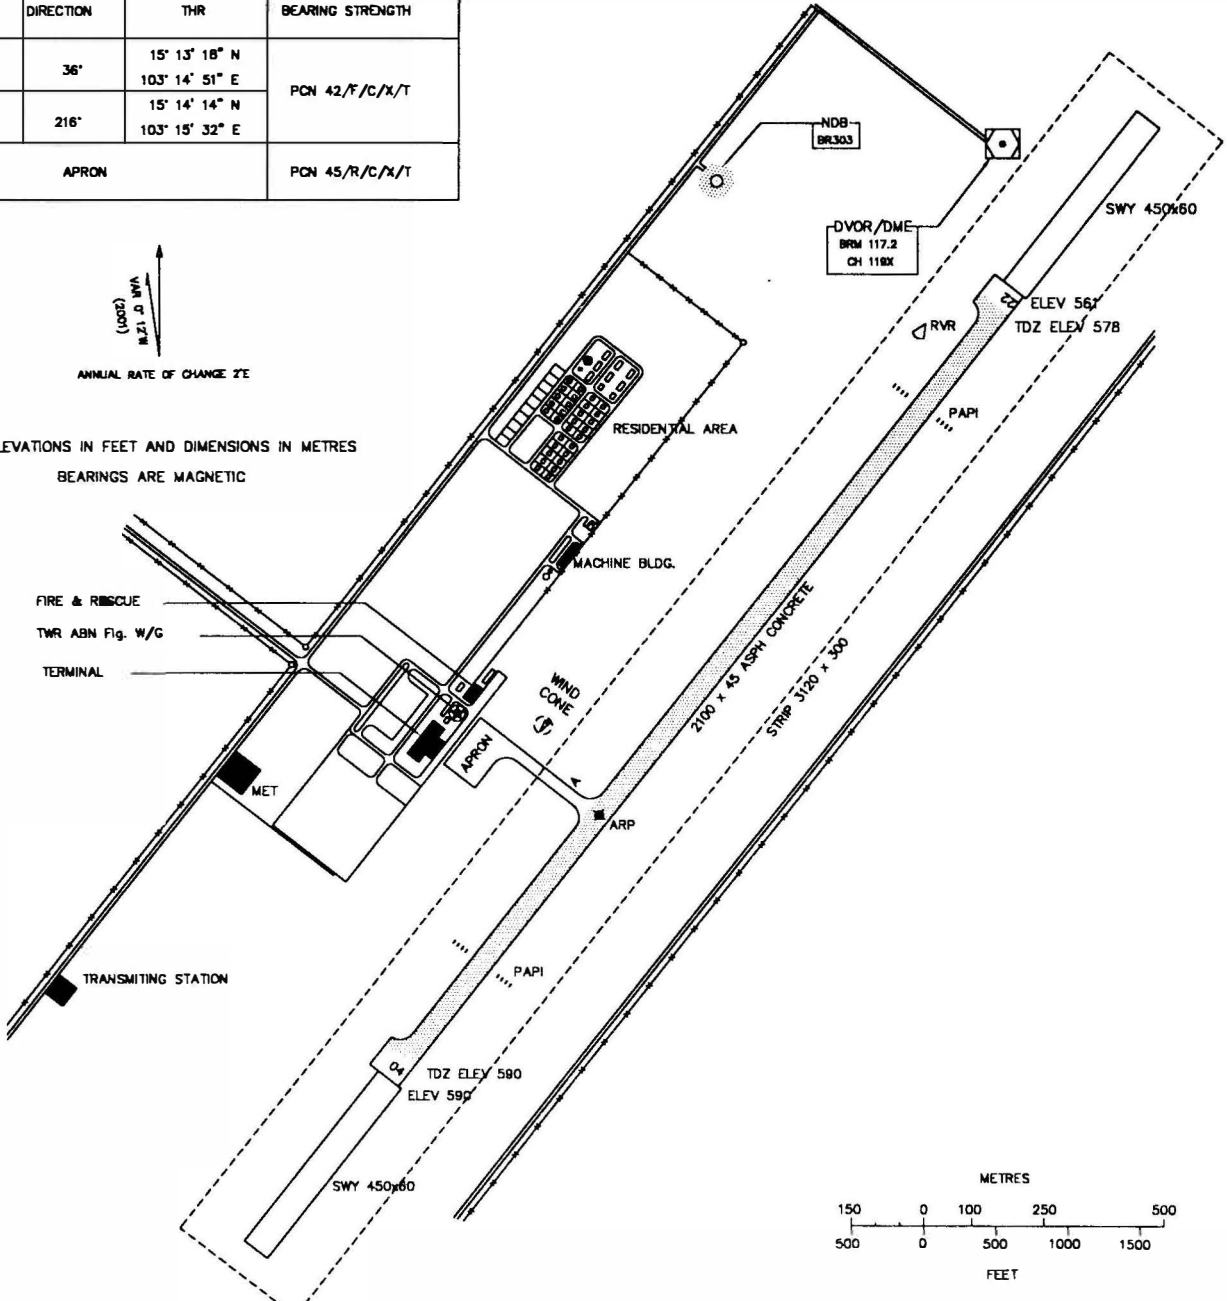 DIRECTION THR BEARING STRENGTH
36° 15° 13' 18" N
103° 14' 51" E
PCN 42/F/C/X/T
216° 15° 14' 14" N
103° 15' 32" E
APRON PCN 45/R/C/X/T
NDB
BR303
DVOR/DME
BRM 117.2
CH 119X
SWY 450x60
22
ELEV 561
TDZ ELEV 578
RVR
PAPI
VAR 0° 12'W
(2001)
ANNUAL RATE OF CHANGE 2'E
EVATIONS IN FEET AND DIMENSIONS IN METRES
BEARINGS ARE MAGNETIC
RESIDENTIAL AREA
MACHINE BLDG.
FIRE & RESCUE
TWR ABN Flg. W/G
TERMINAL
WIND
CONE
2100 x 45 ASPH CONCRETE
STRIP 3120 x 300
APRON
A
MET
ARP
TRANSMITING STATION
PAPI
04
TDZ ELEV 590
ELEV 590
SWY 450x60
METRES
150 0 100 250 500
500 0 500 1000 1500
FEET